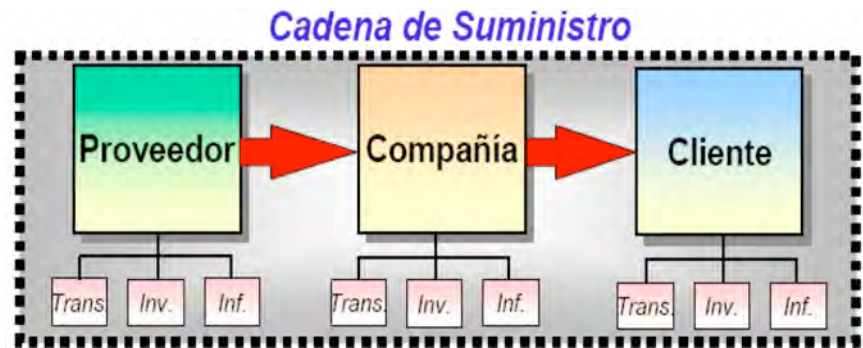 Cadena de Suministro
Proveedor
Compañía
Cliente
Trans.
Inv.
Inf.
Trans.
Inv.
Inf.
Trans.
Inv.
Inf.